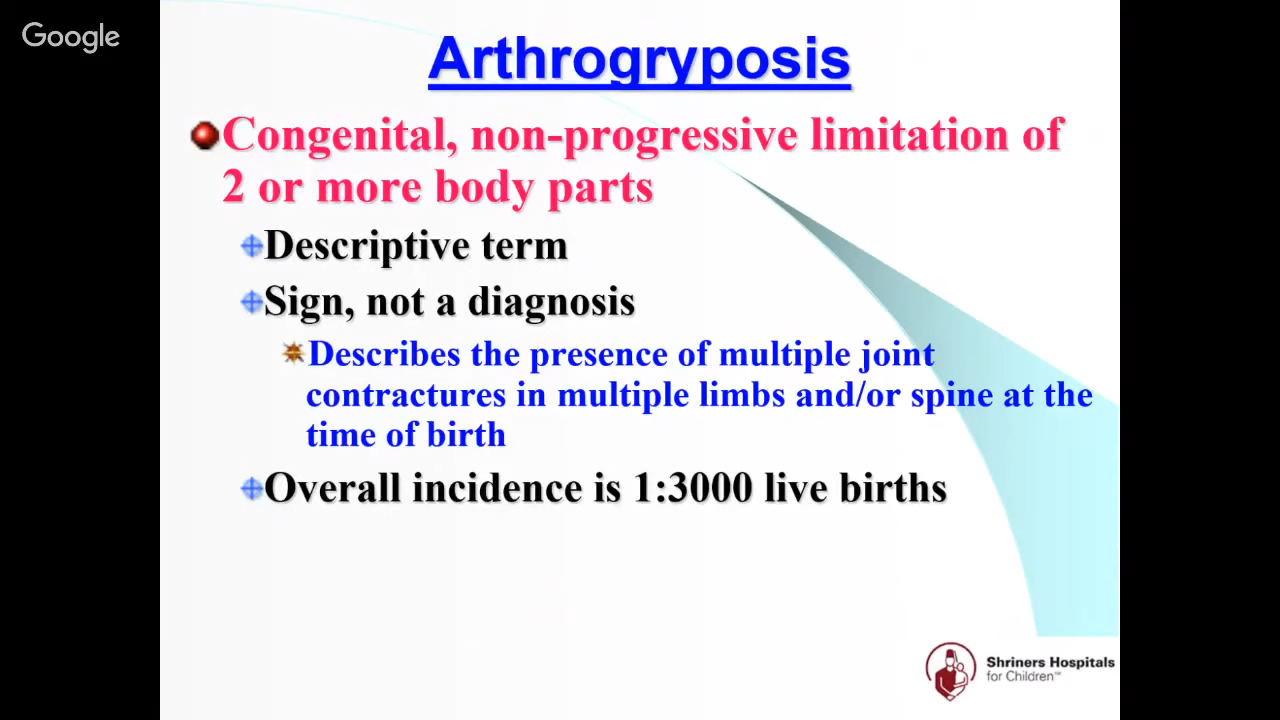 Google
Arthrogryposis
Congenital, non-progressive limitation of
2 or more body parts
Descriptive term
Sign, not a diagnosis
Describes the presence of multiple joint
contractures in multiple limbs and/or spine at the
time of birth
Overall incidence is 1:3000 live births
Shriners Hospitals
for Children™